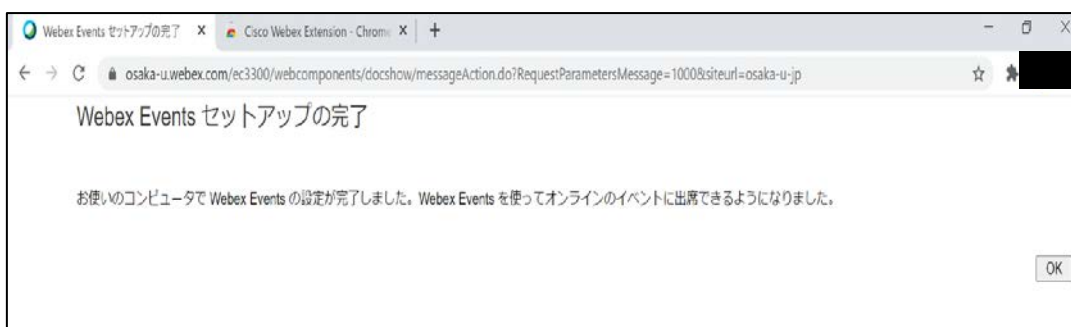 Webex Events セットアップの完了
Cisco Webex Extension - Chrome
osaka-u.webex.com/ec3300/webcomponents/docshow/messageAction.do?RequestParametersMessage=1000&siteurl=osaka-u-jp
Webex Events セットアップの完了
お使いのコンピュータで Webex Events の設定が完了しました。Webex Events を使ってオンラインのイベントに出席できるようになりました。
OK